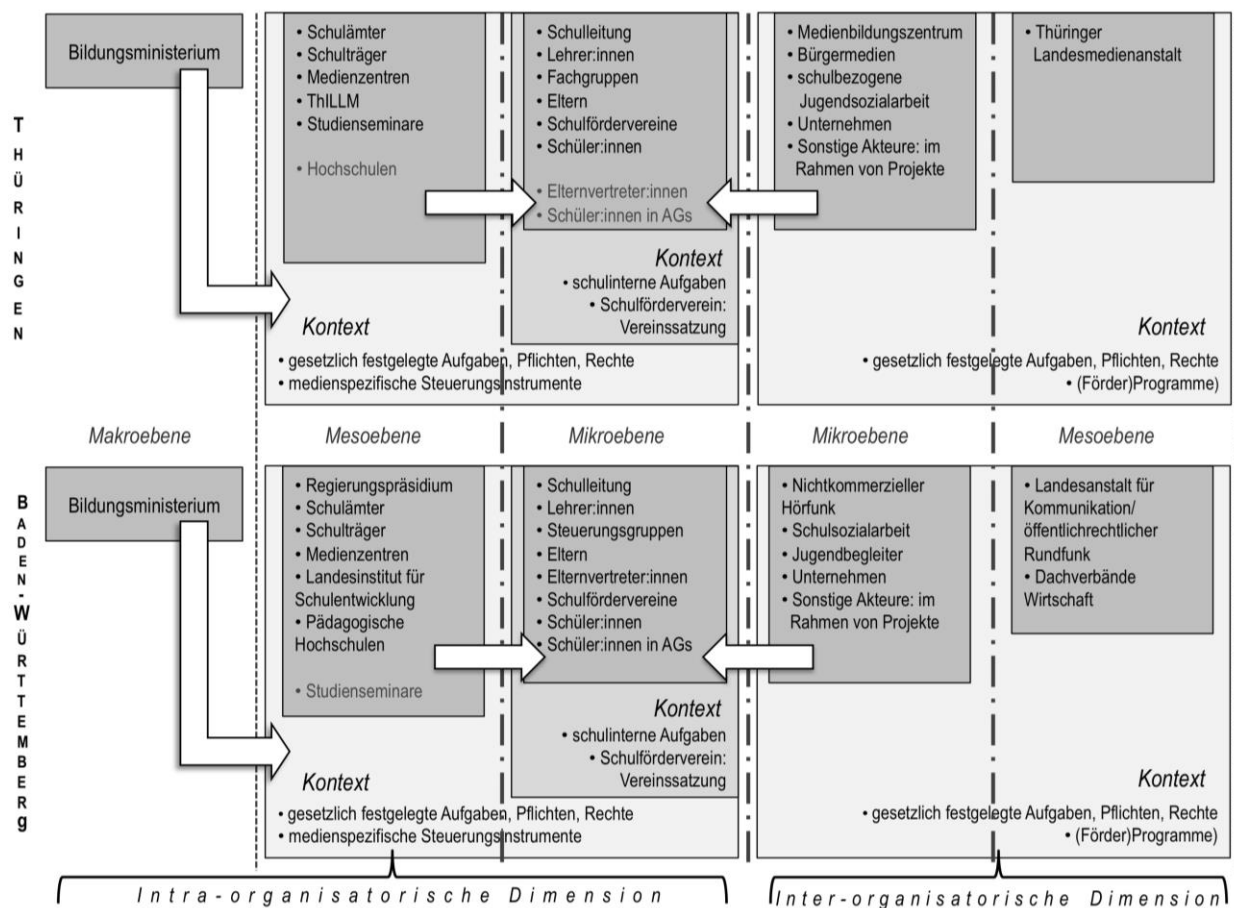 THÜRINGEN
Bildungsministerium
• Schulämter
• Schulträger
• Medienzentren
• ThILLM
• Studienseminare
• Hochschulen
• Schulleitung
• Lehrer:innen
• Fachgruppen
• Eltern
• Schulfördervereine
• Schüler:innen
• Elternvertreter:innen
• Schüler:innen in AGs
• Medienbildungszentrum
• Bürgermedien
• schulbezogene
Jugendsozialarbeit
• Unternehmen
• Sonstige Akteure: im
Rahmen von Projekte
• Thüringer
Landesmedienanstalt
Kontext
• schulinterne Aufgaben
• Schulförderverein:
Vereinssatzung
Kontext
• gesetzlich festgelegte Aufgaben, Pflichten, Rechte
• medienspezifische Steuerungsinstrumente
Kontext
• gesetzlich festgelegte Aufgaben, Pflichten, Rechte
• (Förder)Programme)
Makroebene
Mesoebene
Mikroebene
Mikroebene
Mesoebene
BADEN-WÜRTTEMBERg
Bildungsministerium
• Regierungspräsidium
• Schulämter
• Schulträger
• Medienzentren
• Landesinstitut für
Schulentwicklung
• Pädagogische
Hochschulen
• Studienseminare
• Schulleitung
• Lehrer:innen
• Steuerungsgruppen
• Eltern
• Elternvertreter:innen
• Schulfördervereine
• Schüler:innen
• Schüler:innen in AGs
• Nichtkommerzieller
Hörfunk
• Schulsozialarbeit
• Jugendbegleiter
• Unternehmen
• Sonstige Akteure: im
Rahmen von Projekte
• Landesanstalt für
Kommunikation/
öffentlichrechtlicher
Rundfunk
• Dachverbände
Wirtschaft
Kontext
• schulinterne Aufgaben
• Schulförderverein:
Vereinssatzung
Kontext
• gesetzlich festgelegte Aufgaben, Pflichten, Rechte
• medienspezifische Steuerungsinstrumente
Kontext
• gesetzlich festgelegte Aufgaben, Pflichten, Rechte
• (Förder)Programme)
Intra-organisatorische Dimension
Inter-organisatorische Dimension